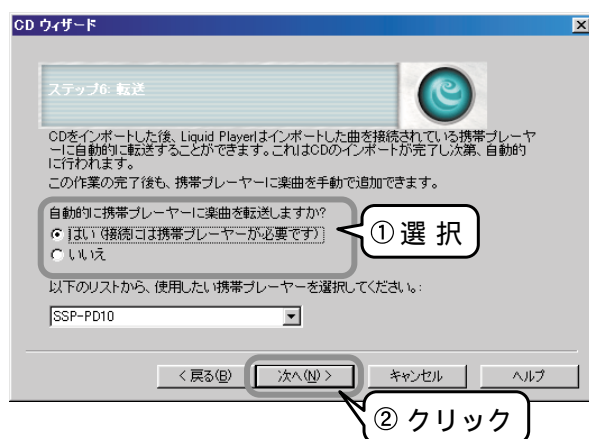 CD ウィザード
ステップ6: 転送
CDをインポートした後、Liquid Playerはインポートした曲を接続されている携帯プレーヤ
ーに自動的に転送することができます。これはCDのインポートが完了し次第、自動的
に行われます。
この作業の完了後も、携帯プレーヤーに楽曲を手動で追加できます。
自動的に携帯プレーヤーに楽曲を転送しますか?
はい (接続には携帯プレーヤーが必要です)
いいえ
①選 択
以下のリストから、使用したい携帯プレーヤーを選択してください。:
SSP-PD10
< 戻る(B)
次へ(N) >
キャンセル
ヘルプ
② クリック